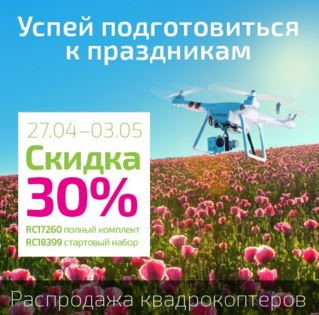 Успей подготовиться
к праздникам
27.04–03.05
Скидка
30%
RC17260 полный комплект
RC18399 стартовый набор
Распродажа квадрокоптеров